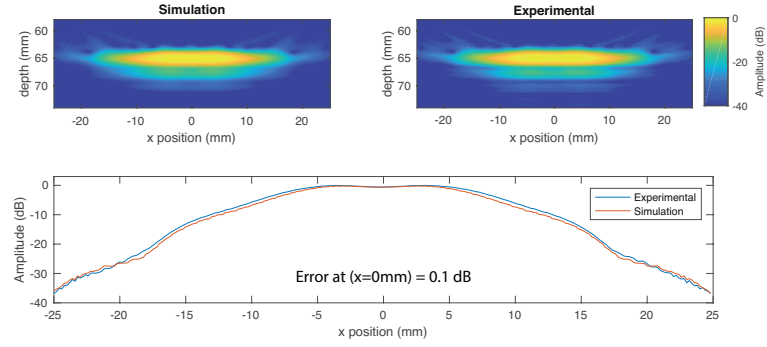 Simulation
60
65
70
depth (mm)
-20
-10
0
10
20
x position (mm)
Experimental
60
65
70
depth (mm)
-20
-10
0
10
20
x position (mm)
0
-20
-40
Amplitude (dB)
0
-10
-20
-30
-40
Amplitude (dB)
Experimental
Simulation
Error at (x=0mm) = 0.1 dB
-25
-20
-15
-10
-5
0
5
10
15
20
25
x position (mm)